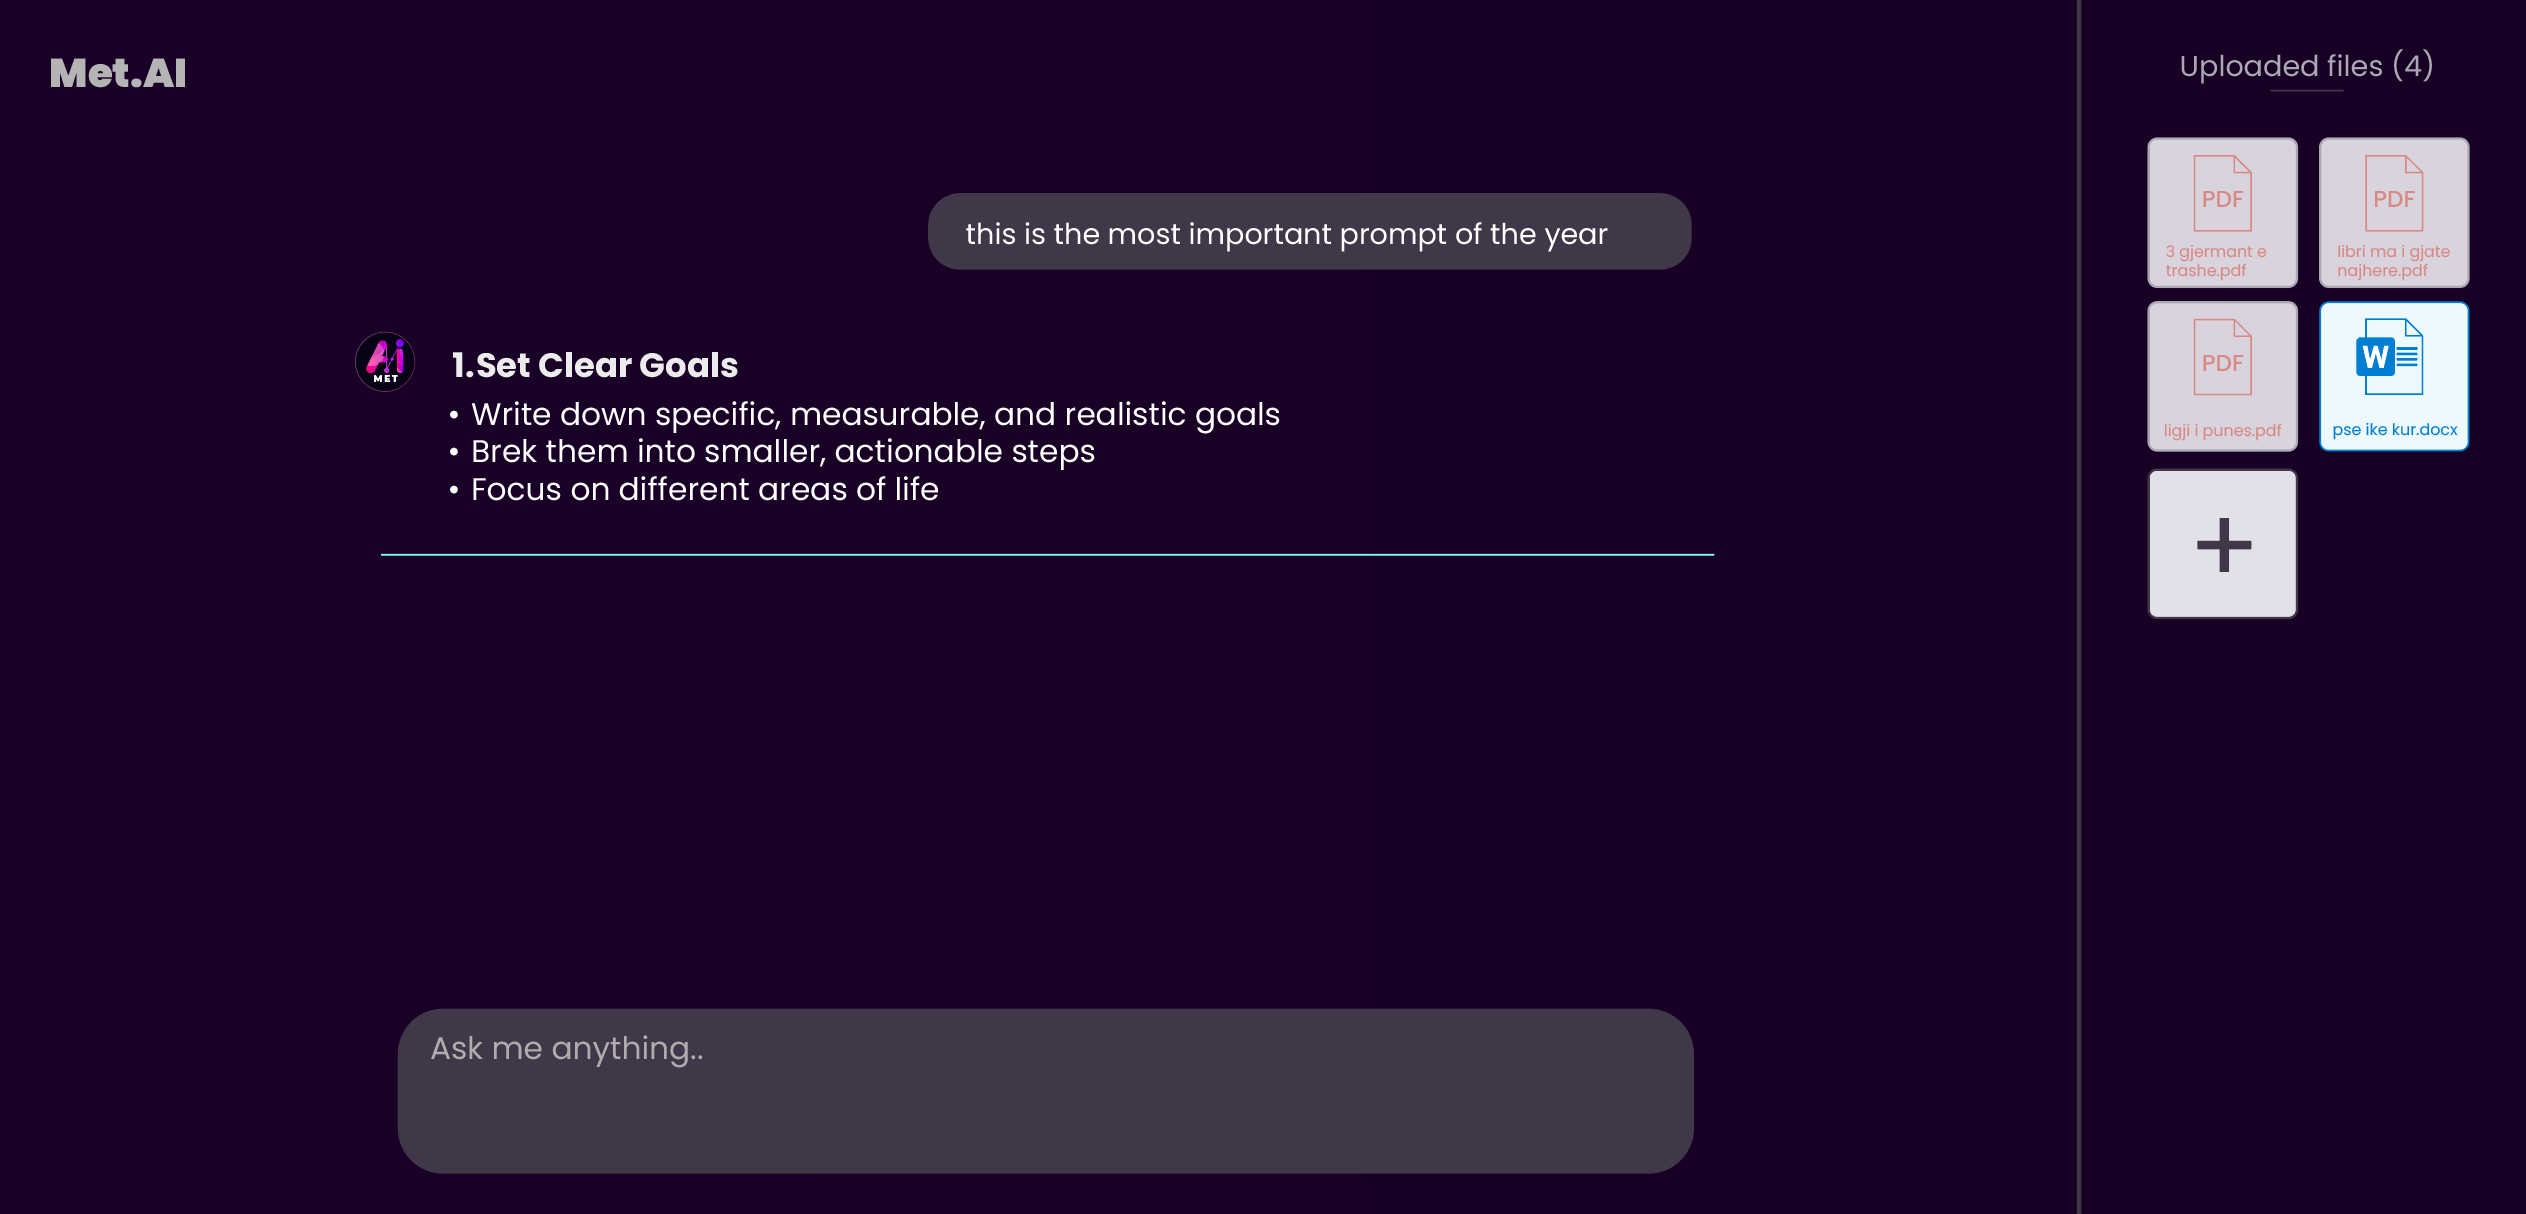 Met.AI
this is the most important prompt of the year
Ai
MET
1.Set Clear Goals
• Write down specific, measurable, and realistic goals
• Brek them into smaller, actionable steps
• Focus on different areas of life
Ask me anything..
Uploaded files (4)
PDF
3 gjermant e
trashe.pdf
PDF
libri ma i gjate
najhere.pdf
PDF
ligji i punes.pdf
W
pse ike kur.docx
+